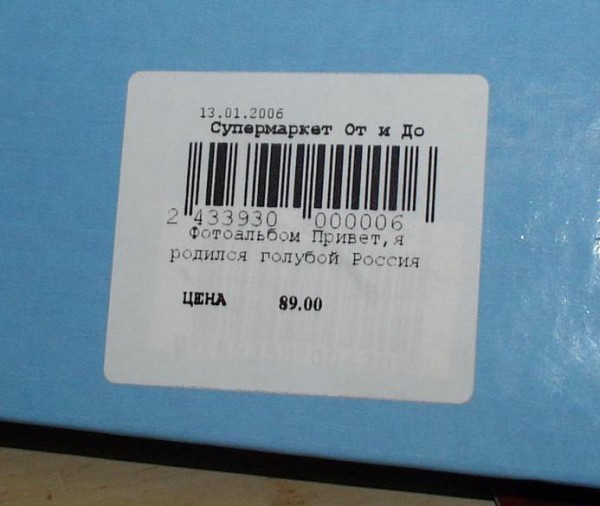 13.01.2006
Супермаркет От и До
2 433930 000006
Фотоальбом Привет,я
родился голубой Россия
ЦЕНА 89.00